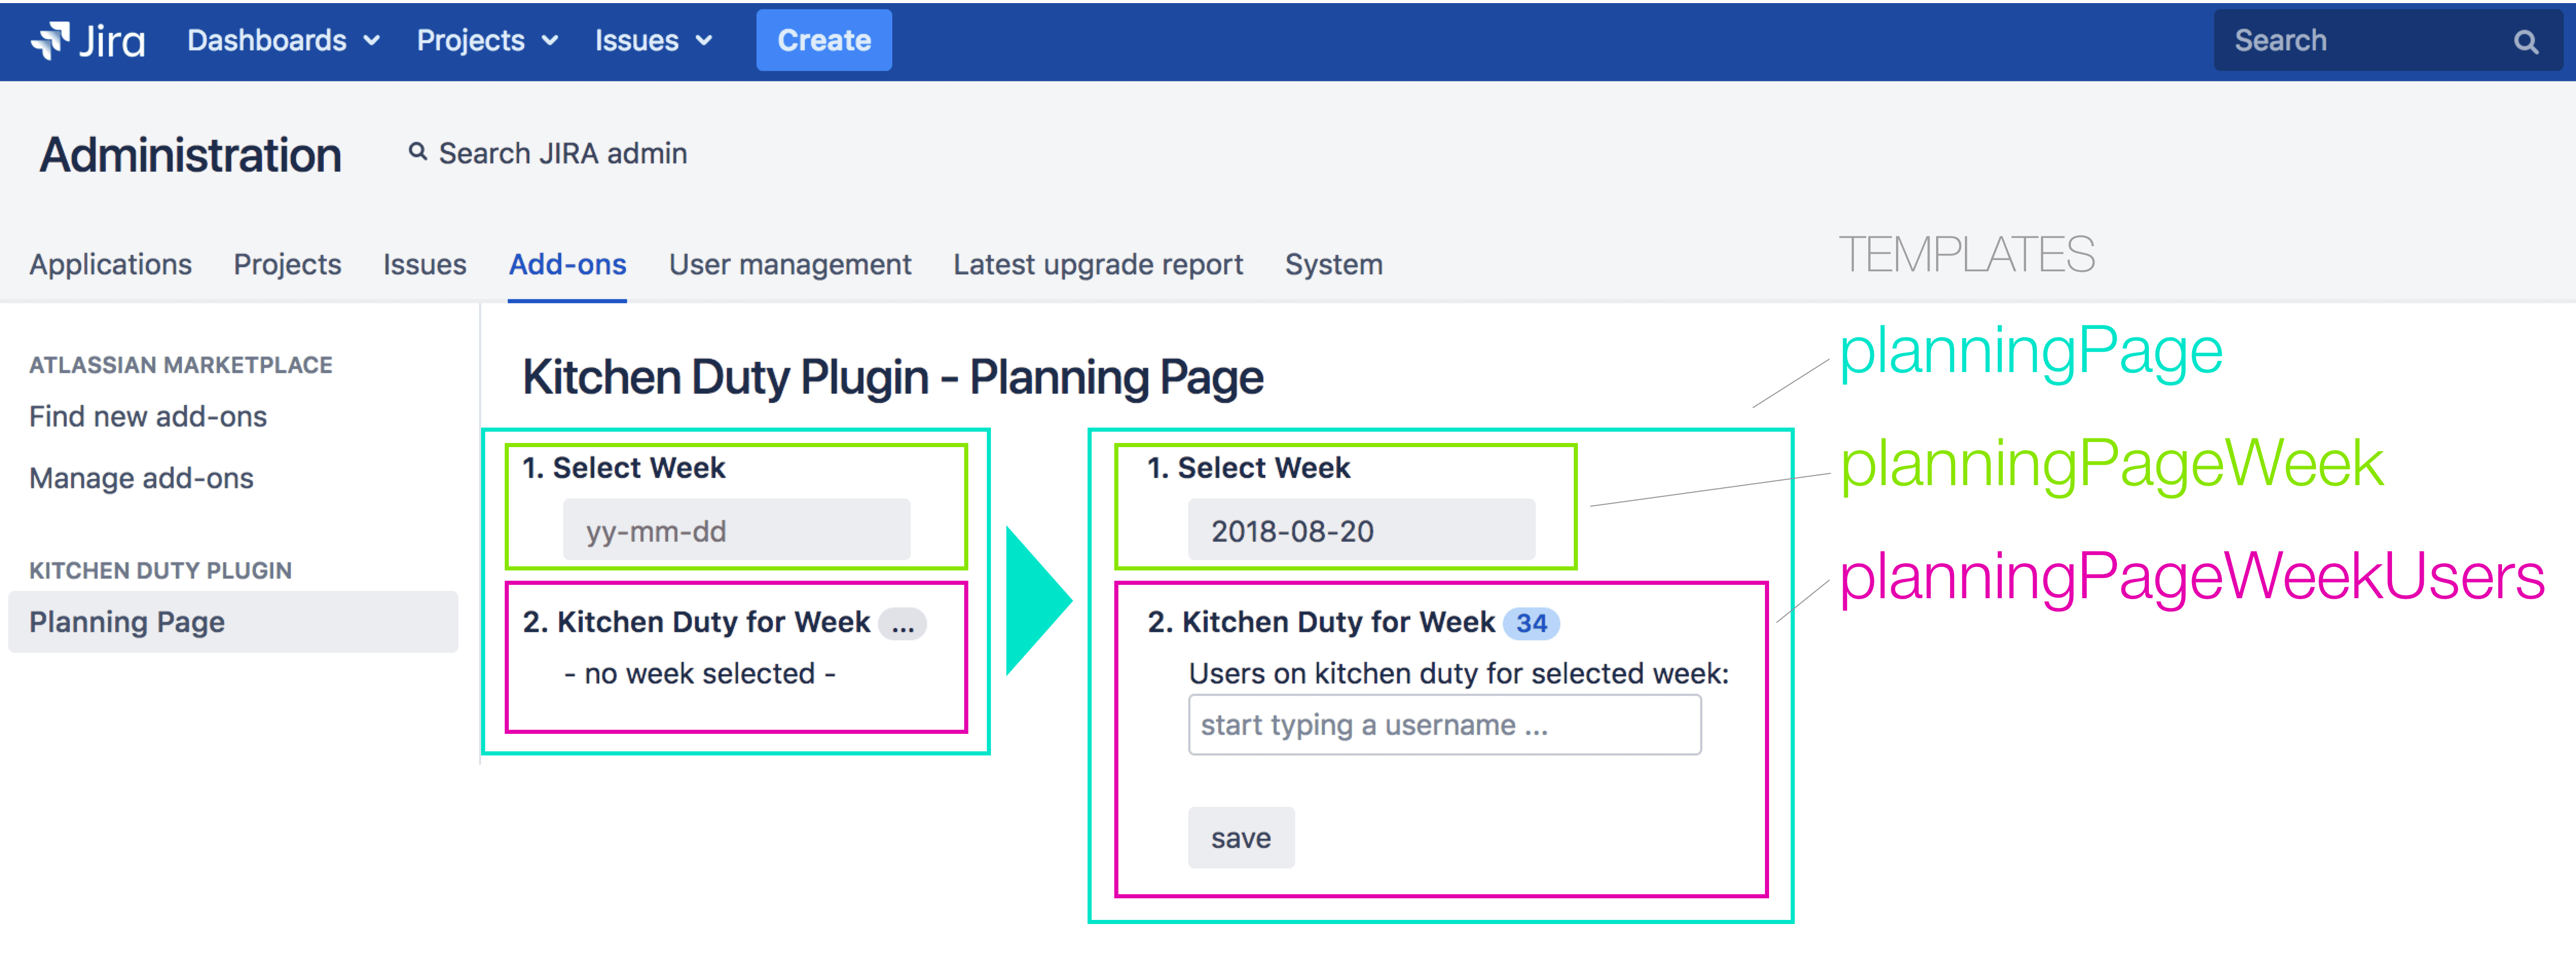 Jira Dashboards Projects Issues Create Search
Administration Search JIRA admin
Applications Projects Issues Add-ons User management Latest upgrade report System
TEMPLATES
ATLASSIAN MARKETPLACE
Find new add-ons
Manage add-ons
KITCHEN DUTY PLUGIN
Planning Page
Kitchen Duty Plugin - Planning Page
1. Select Week
yy-mm-dd
2. Kitchen Duty for Week ...
- no week selected -
1. Select Week
2018-08-20
2. Kitchen Duty for Week 34
Users on kitchen duty for selected week:
start typing a username ...
save
planningPage
planningPageWeek
planningPageWeekUsers